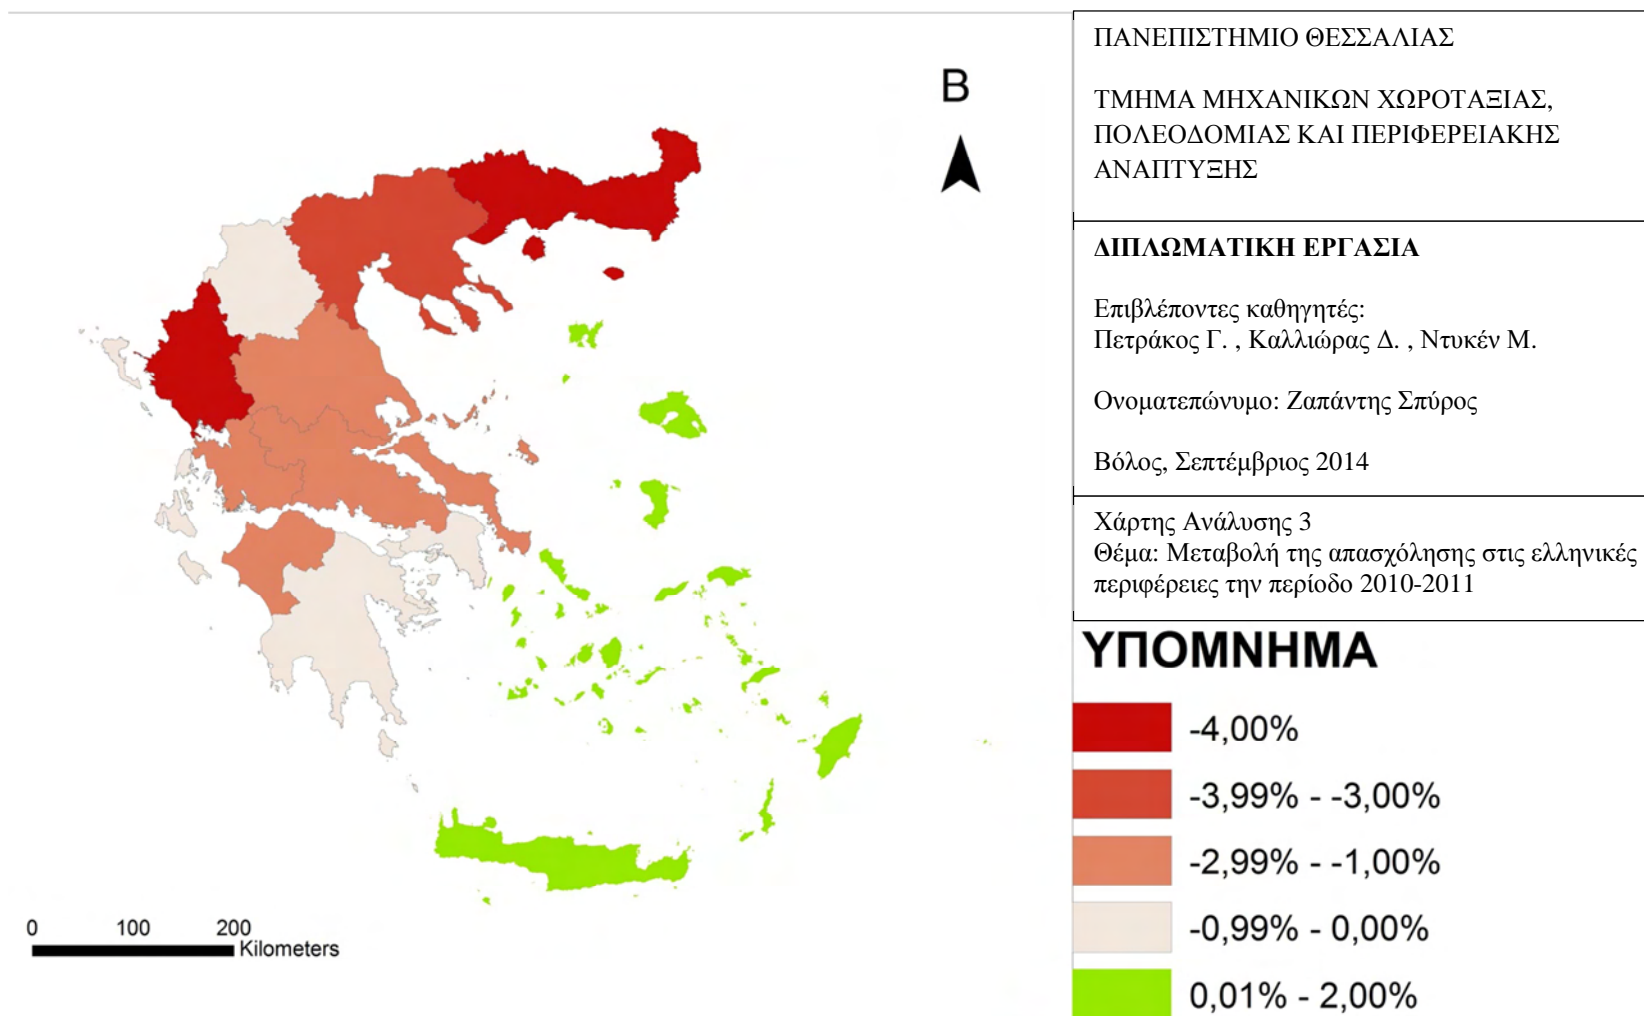 B
0 100 200
Kilometers
ΠΑΝΕΠΙΣΤΗΜΙΟ ΘΕΣΣΑΛΙΑΣ
ΤΜΗΜΑ ΜΗΧΑΝΙΚΩΝ ΧΩΡΟΤΑΞΙΑΣ,
ΠΟΛΕΟΔΟΜΙΑΣ ΚΑΙ ΠΕΡΙΦΕΡΕΙΑΚΗΣ
ΑΝΑΠΤΥΞΗΣ
ΔΙΠΛΩΜΑΤΙΚΗ ΕΡΓΑΣΙΑ
Επιβλέποντες καθηγητές:
Πετράκος Γ. , Καλλιώρας Δ. , Ντυκέν Μ.
Ονοματεπώνυμο: Ζαπάντης Σπύρος
Βόλος, Σεπτέμβριος 2014
Χάρτης Ανάλυσης 3
Θέμα: Μεταβολή της απασχόλησης στις ελληνικές
περιφέρειες την περίοδο 2010-2011
ΥΠΟΜΝΗΜΑ
-4,00%
-3,99% - -3,00%
-2,99% - -1,00%
-0,99% - 0,00%
0,01% - 2,00%